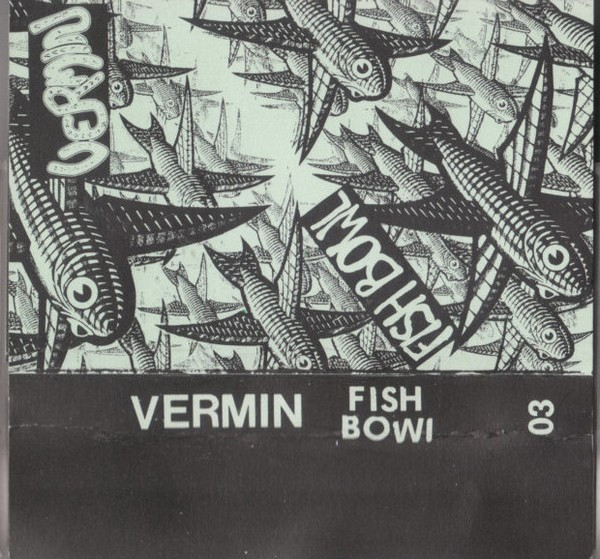 VERMIN
FISH BOWL
VERMIN
FISH
BOWl
03